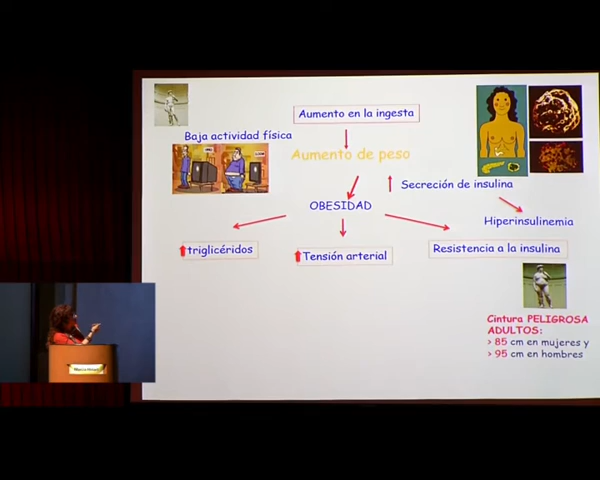 Aumento en la ingesta
Baja actividad física
Aumento de peso
Secreción de insulina
OBESIDAD
Hiperinsulinemia
triglicéridos
Tensión arterial
Resistencia a la insulina
Cintura PELIGROSA
ADULTOS:
> 85 cm en mujeres y
> 95 cm en hombres